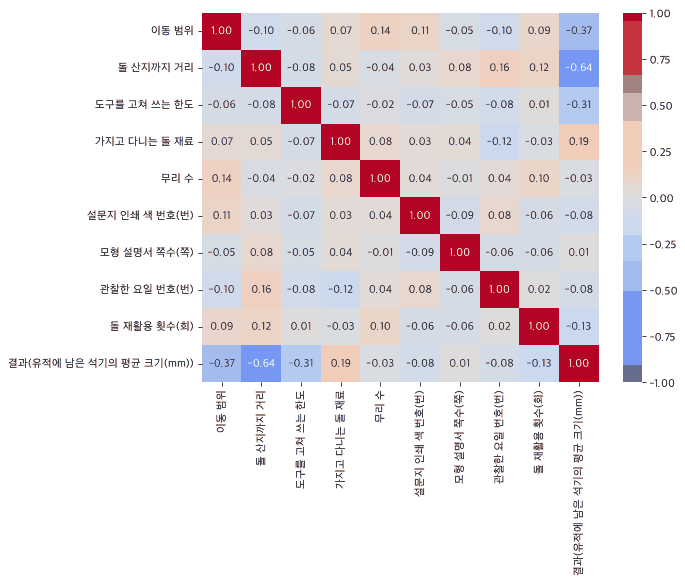 이동 범위 1.00 -0.10 -0.06 0.07 0.14 0.11 -0.05 -0.10 0.09 -0.37
돌 산지까지 거리 -0.10 1.00 -0.08 0.05 -0.04 0.03 0.08 0.16 0.12 -0.64
도구를 고쳐 쓰는 한도 -0.06 -0.08 1.00 -0.07 -0.02 -0.07 -0.05 -0.08 0.01 -0.31
가지고 다니는 돌 재료 0.07 0.05 -0.07 1.00 0.08 0.03 0.04 -0.12 -0.03 0.19
무리 수 0.14 -0.04 -0.02 0.08 1.00 0.04 -0.01 0.04 0.10 -0.03
설문지 인쇄 색 번호(번) 0.11 0.03 -0.07 0.03 0.04 1.00 -0.09 0.08 -0.06 -0.08
모형 설명서 쪽수(쪽) -0.05 0.08 -0.05 0.04 -0.01 -0.09 1.00 -0.06 -0.06 0.01
관찰한 요일 번호(번) -0.10 0.16 -0.08 -0.12 0.04 0.08 -0.06 1.00 0.02 -0.08
돌 재활용 횟수(회) 0.09 0.12 0.01 -0.03 0.10 -0.06 -0.06 0.02 1.00 -0.13
결과(유적에 남은 석기의 평균 크기(mm)) -0.37 -0.64 -0.31 0.19 -0.03 -0.08 0.01 -0.08 -0.13 1.00
이동 범위
돌 산지까지 거리
도구를 고쳐 쓰는 한도
가지고 다니는 돌 재료
무리 수
설문지 인쇄 색 번호(번)
모형 설명서 쪽수(쪽)
관찰한 요일 번호(번)
돌 재활용 횟수(회)
결과(유적에 남은 석기의 평균 크기(mm))
1.00
0.75
0.50
0.25
0.00
-0.25
-0.50
-0.75
-1.00